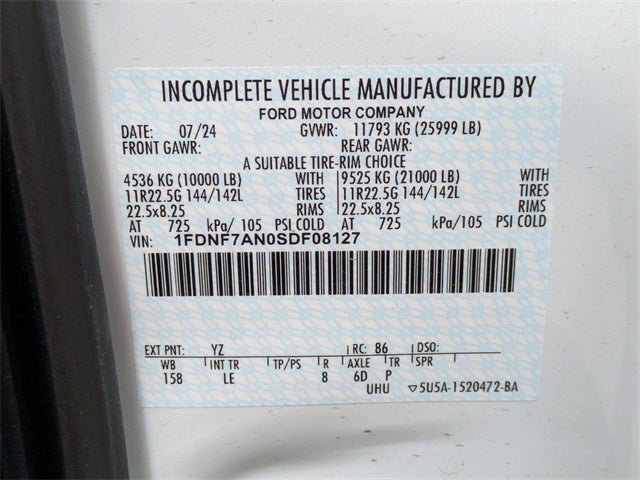 INCOMPLETE VEHICLE MANUFACTURED BY
FORD MOTOR COMPANY
DATE: 07/24 GVWR: 11793 KG (25999 LB)
FRONT GAWR: REAR GAWR:
A SUITABLE TIRE-RIM CHOICE
4536 KG (10000 LB) WITH 9525 KG (21000 LB) WITH
11R22.5G 144/142L TIRES 11R22.5G 144/142L TIRES
22.5x8.25 RIMS 22.5x8.25 RIMS
AT 725 kPa/ 105 PSI COLD AT 725 kPa/ 105 PSI COLD
VIN: 1FDNF7AN0SDF08127
EXT PNT: YZ RC: 86 DSO:
WB INT TR TP/PS R AXLE TR SPR
158 LE 8 6D P
UHU ▽5U5A-1520472-BA